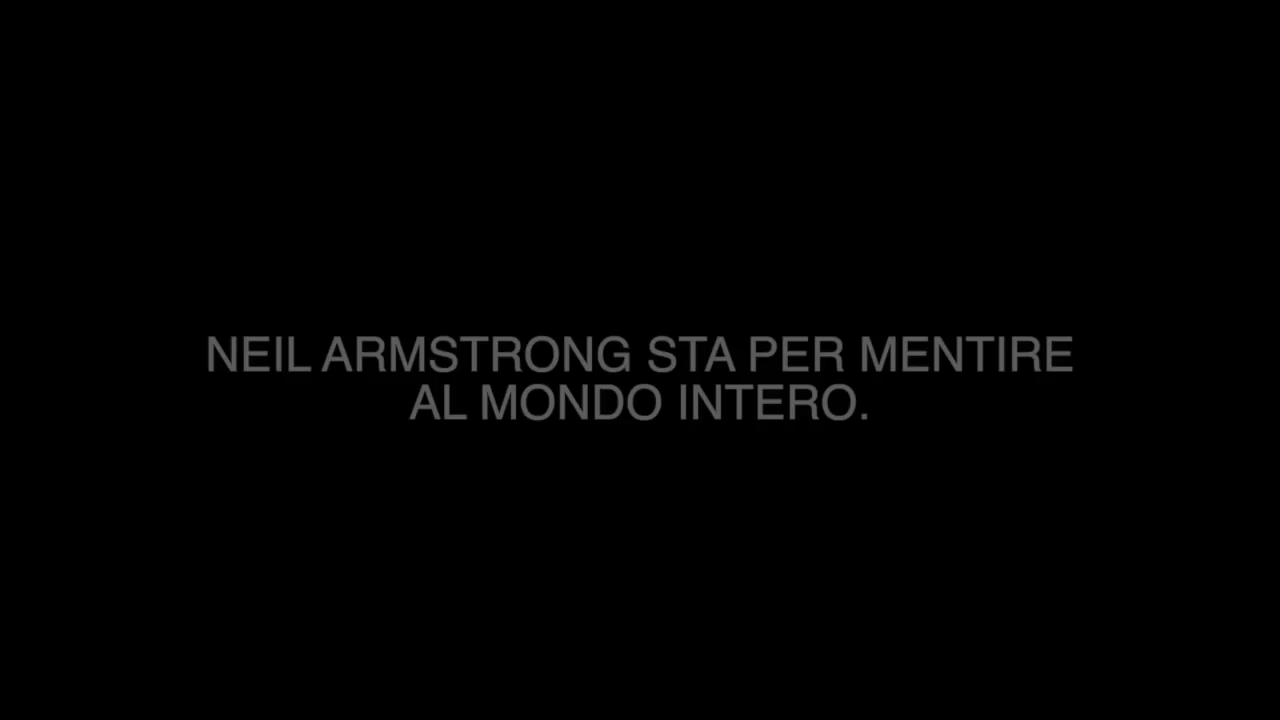 NEIL ARMSTRONG STA PER MENTIRE
AL MONDO INTERO.